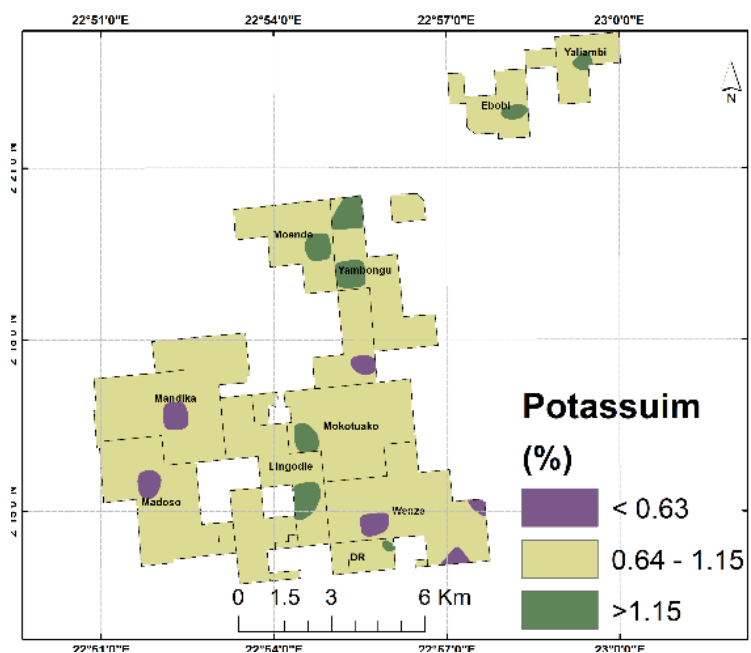 22°51'0"E 22°54'0"E 22°57'0"E 23°0'0"E
Yaliambi
N
Ebobi
Moende
Yambongu
Mandika
Mokotuako
Lingodie
Madoso
Wenze
DR
Potassuim
(%)
< 0.63
0.64 - 1.15
>1.15
0 1.5 3 6 Km
22°51'0"E 22°54'0"E 22°57'0"E 23°0'0"E